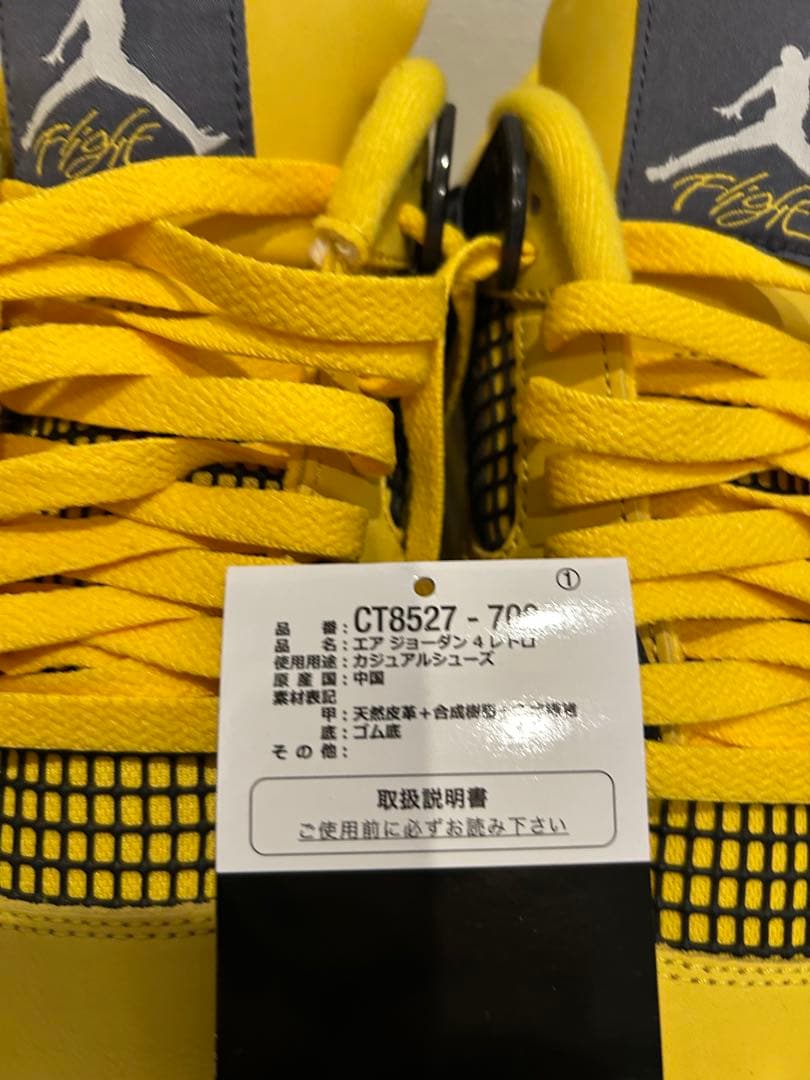 Flight
Flight
①
品番：CT8527 - 70
品名：エア ジョーダン 4 レトロ
使用用途：カジュアルシューズ
原産国：中国
素材表記
甲：天然皮革＋合成樹脂＋
底：ゴム底
その他：
取扱説明書
ご使用前に必ずお読み下さい